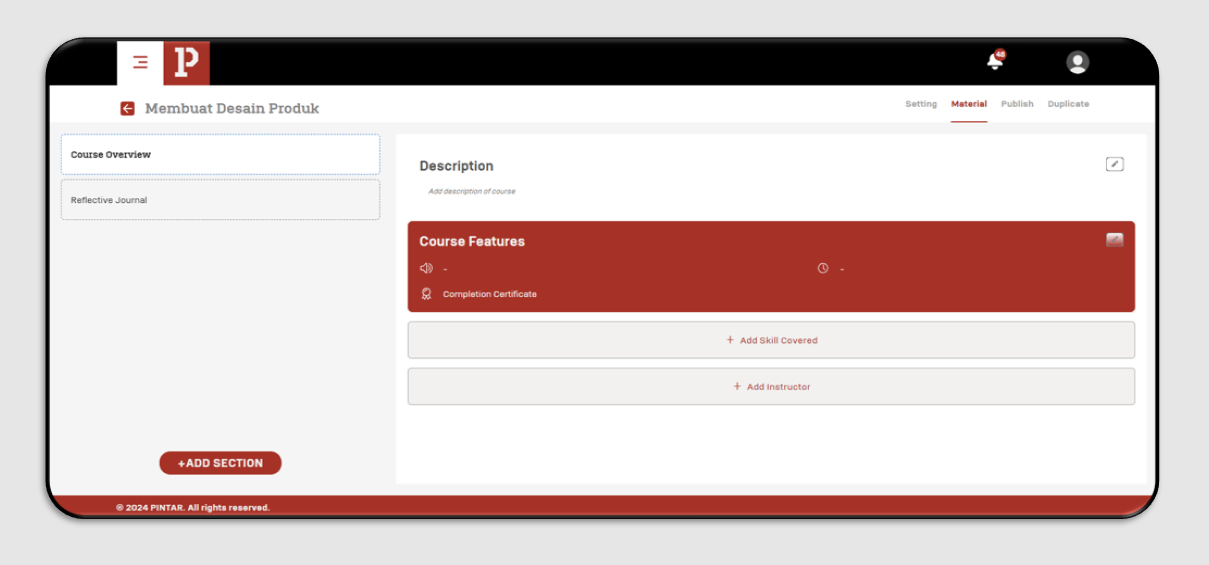 P
48
Membuat Desain Produk
Setting Material Publish Duplicate
Course Overview
Reflective Journal
Description
Add description of course
Course Features
-
-
Completion Certificate
+ Add Skill Covered
+ Add Instructor
+ADD SECTION
© 2024 PINTAR. All rights reserved.